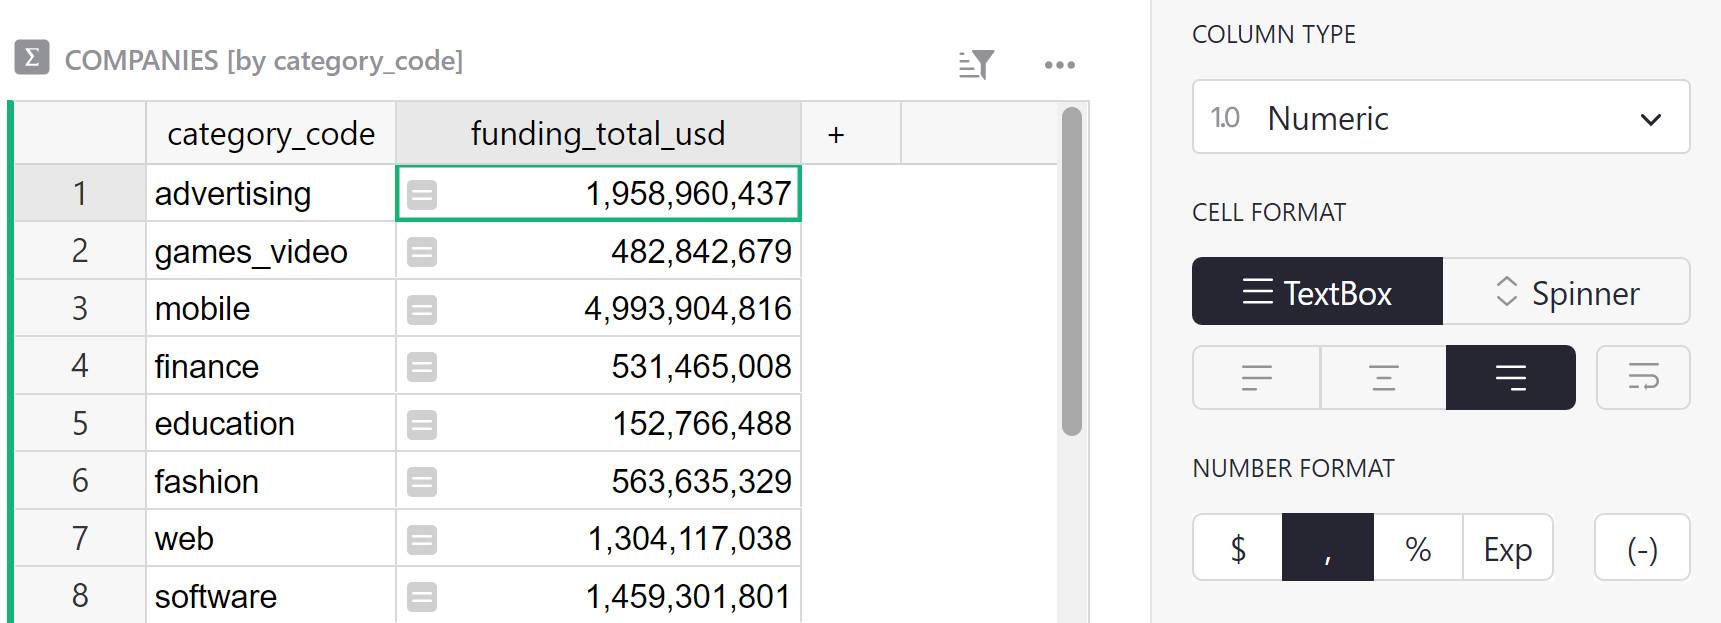 Σ COMPANIES [by category_code]
category_code funding_total_usd +
1 advertising = 1,958,960,437
2 games_video = 482,842,679
3 mobile = 4,993,904,816
4 finance = 531,465,008
5 education = 152,766,488
6 fashion = 563,635,329
7 web = 1,304,117,038
8 software = 1,459,301,801
COLUMN TYPE
1.0 Numeric
CELL FORMAT
TextBox Spinner
NUMBER FORMAT
$ , % Exp (-)